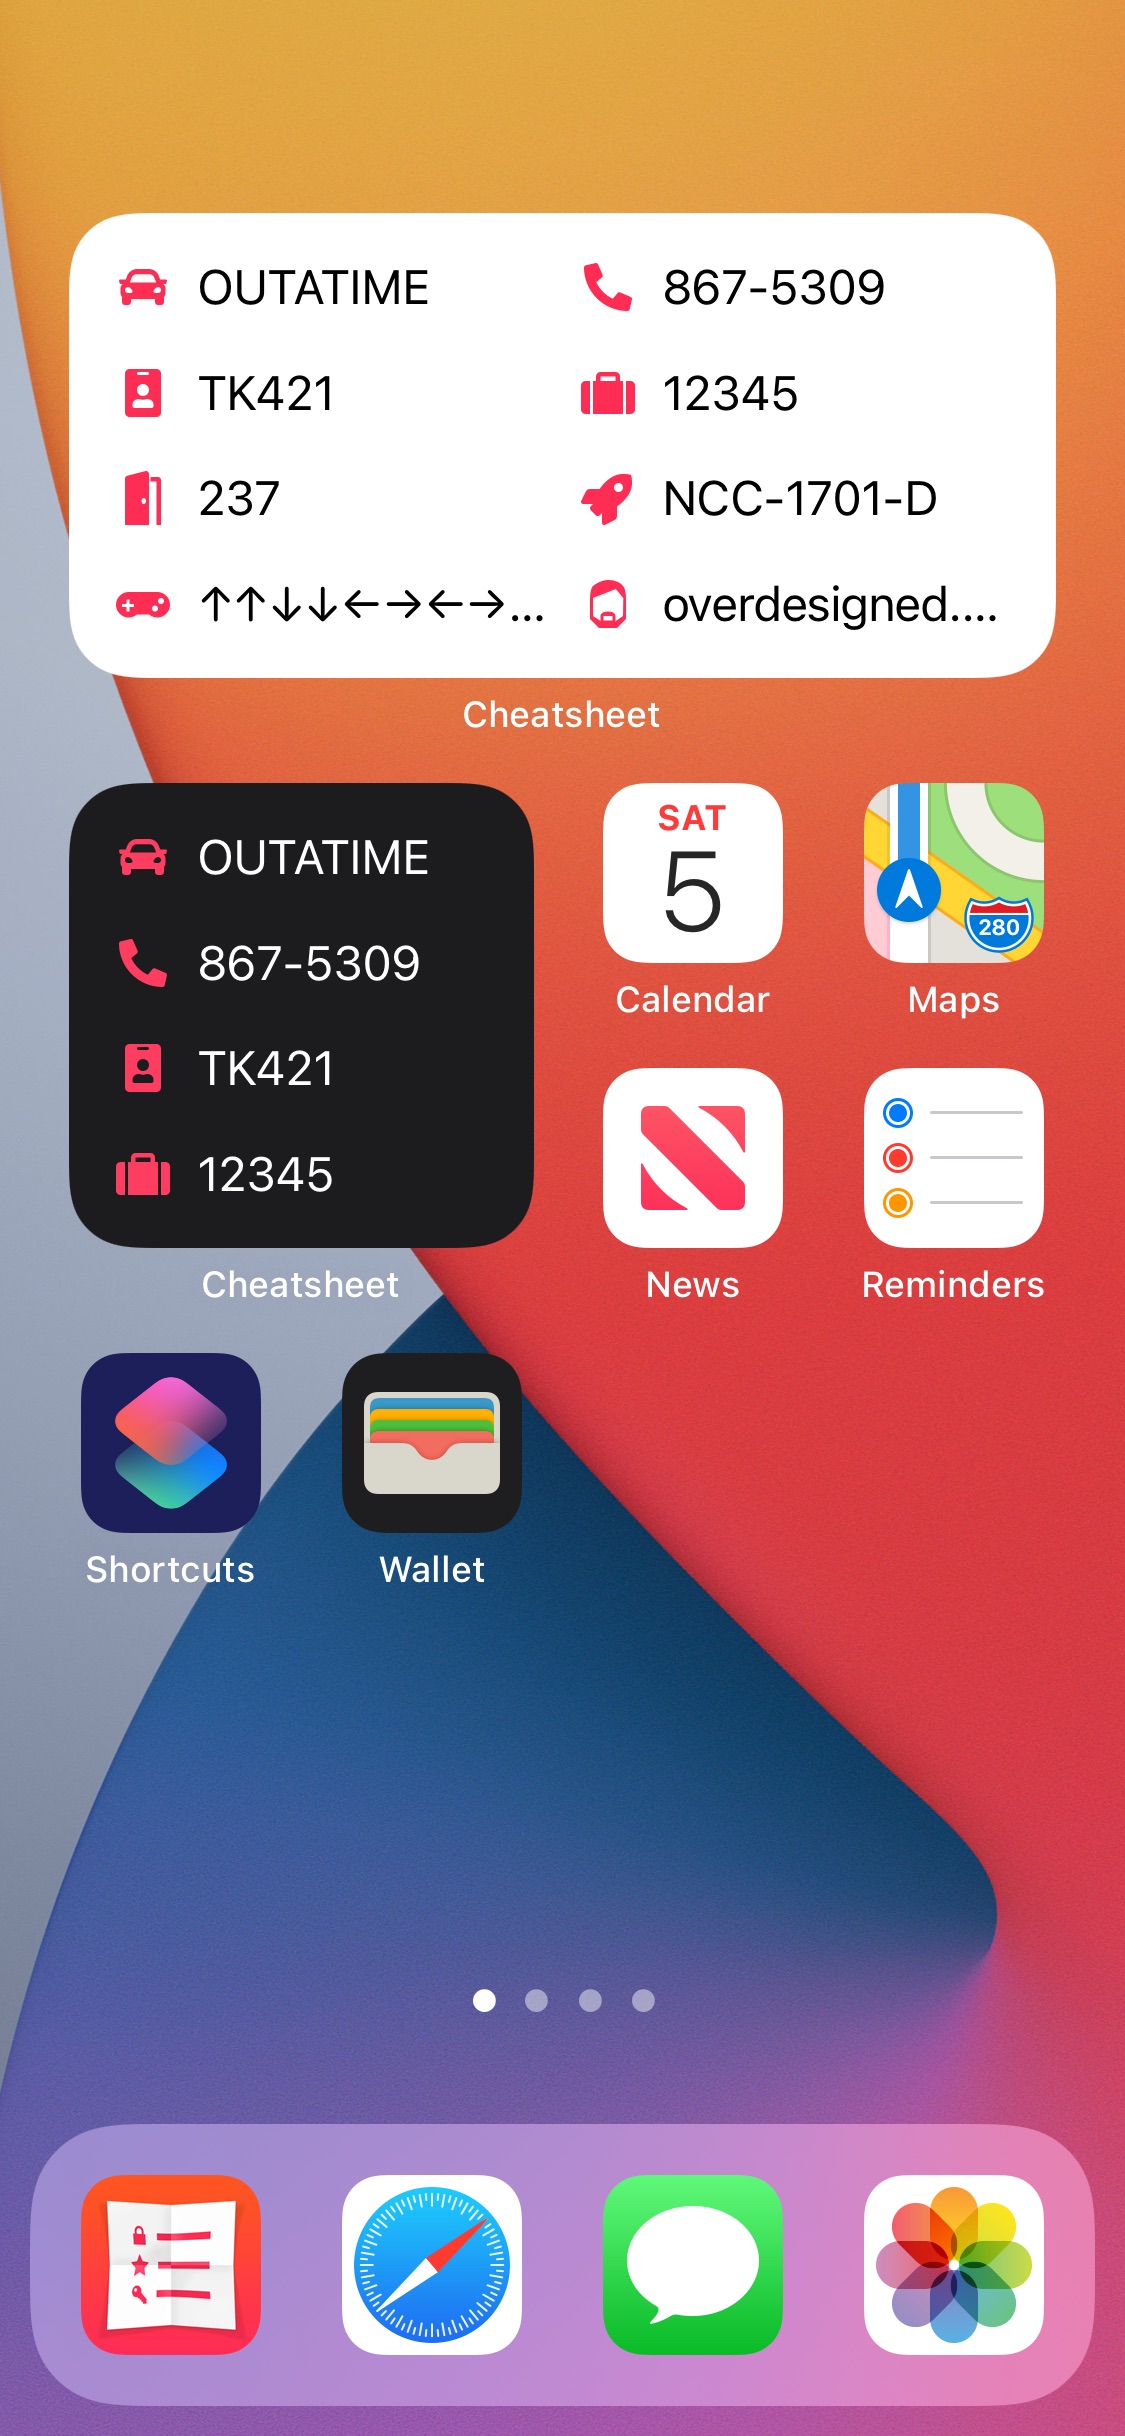 OUTATIME
867-5309
TK421
12345
237
NCC-1701-D
↑↑↓↓←→←→...
overdesigned....
Cheatsheet
OUTATIME
867-5309
TK421
12345
Cheatsheet
SAT
5
Calendar
280
Maps
News
Reminders
Shortcuts
Wallet